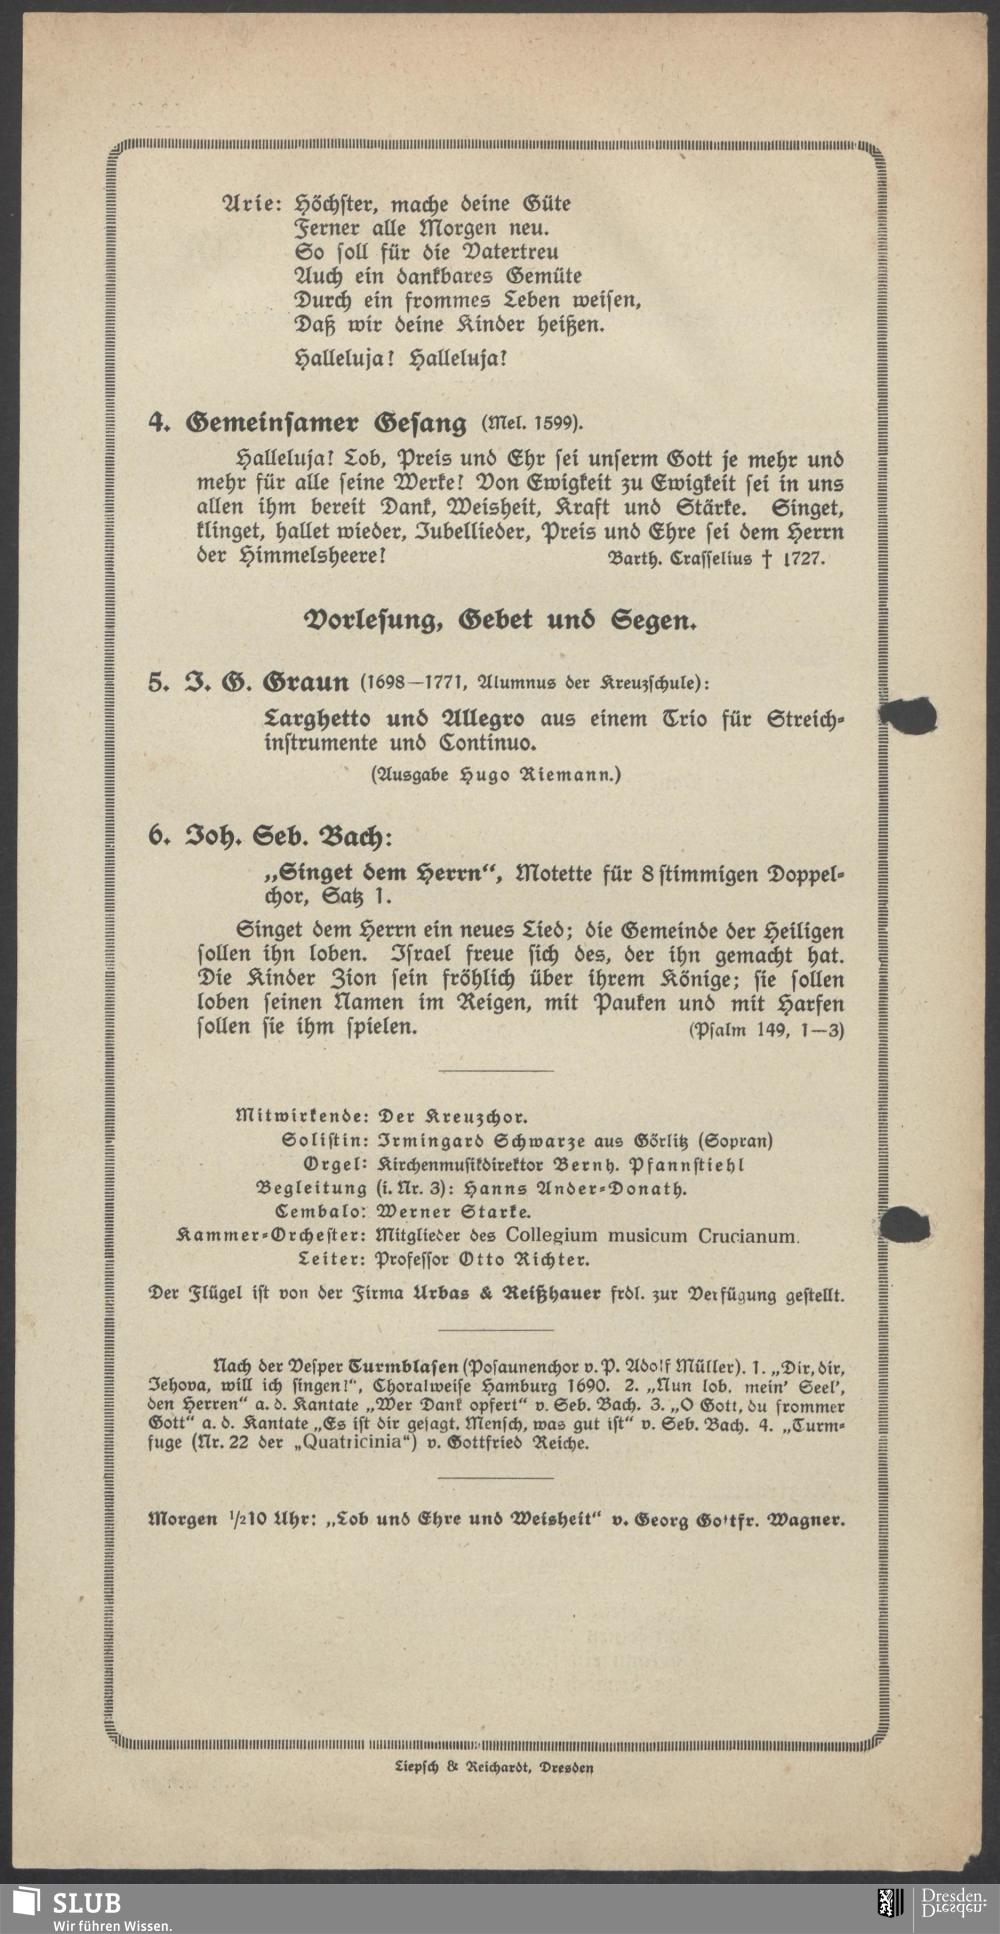 Arie: Höchster, mache deine Güte
Ferner alle Morgen neu.
So soll für die Vatertreu
Auch ein dankbares Gemüte
Durch ein frommes Leben weisen,
Daß wir deine Kinder heißen.
Halleluja! Halleluja!
4. Gemeinsamer Gesang (Mel. 1599).
Halleluja! Lob, Preis und Ehr sei unserm Gott je mehr und
mehr für alle seine Werke! Von Ewigkeit zu Ewigkeit sei in uns
allen ihm bereit Dank, Weisheit, Kraft und Stärke. Singet,
klinget, hallet wieder, Jubellieder, Preis und Ehre sei dem Herrn
der Himmelsheere! Barth. Crasselius † 1727.
Vorlesung, Gebet und Segen.
5. J. G. Graun (1698—1771, Alumnus der Kreuzschule):
Larghetto und Allegro aus einem Trio für Streich-
instrumente und Continuo.
(Ausgabe Hugo Riemann.)
6. Joh. Seb. Bach:
„Singet dem Herrn“, Motette für 8 stimmigen Doppel-
chor, Satz 1.
Singet dem Herrn ein neues Lied; die Gemeinde der Heiligen
sollen ihn loben. Israel freue sich des, der ihn gemacht hat.
Die Kinder Zion sein fröhlich über ihrem Könige; sie sollen
loben seinen Namen im Reigen, mit Pauken und mit Harfen
sollen sie ihm spielen. (Psalm 149, 1—3)
Mitwirkende: Der Kreuzchor.
Solistin: Irmingard Schwarze aus Görlitz (Sopran)
Orgel: Kirchenmusikdirektor Bernh. Pfannstiehl
Begleitung (i. Nr. 3): Hanns Ander-Donath.
Cembalo: Werner Starke.
Kammer-Orchester: Mitglieder des Collegium musicum Crucianum.
Leiter: Professor Otto Richter.
Der Flügel ist von der Firma Urbas & Reißhauer frdl. zur Verfügung gestellt.
Nach der Vesper Turmblasen (Posaunenchor v. P. Adolf Müller). 1. „Dir, dir,
Jehova, will ich singen!“, Choralweise Hamburg 1690. 2. „Nun lob, mein' Seel',
den Herren“ a. d. Kantate „Wer Dank opfert“ v. Seb. Bach. 3. „O Gott, du frommer
Gott“ a. d. Kantate „Es ist dir gesagt, Mensch, was gut ist“ v. Seb. Bach. 4. „Turm-
fuge (Nr. 22 der „Quatricinia“) v. Gottfried Reiche.
Morgen ½10 Uhr: „Lob und Ehre und Weisheit“ v. Georg Gottfr. Wagner.
Liepsch & Reichardt, Dresden
SLUB
Wir führen Wissen.
Dresden.
Dresden.